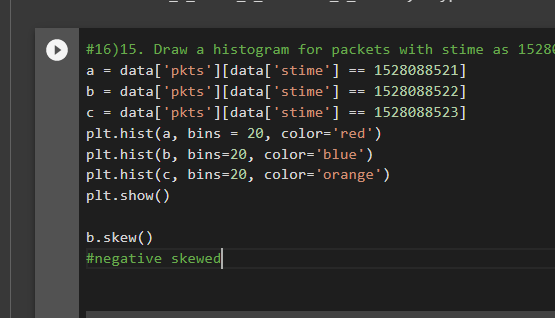 #16)15. Draw a histogram for packets with stime as 15280
a = data['pkts'][data['stime'] == 1528088521]
b = data['pkts'][data['stime'] == 1528088522]
c = data['pkts'][data['stime'] == 1528088523]
plt.hist(a, bins = 20, color='red')
plt.hist(b, bins=20, color='blue')
plt.hist(c, bins=20, color='orange')
plt.show()
b.skew()
#negative skewed